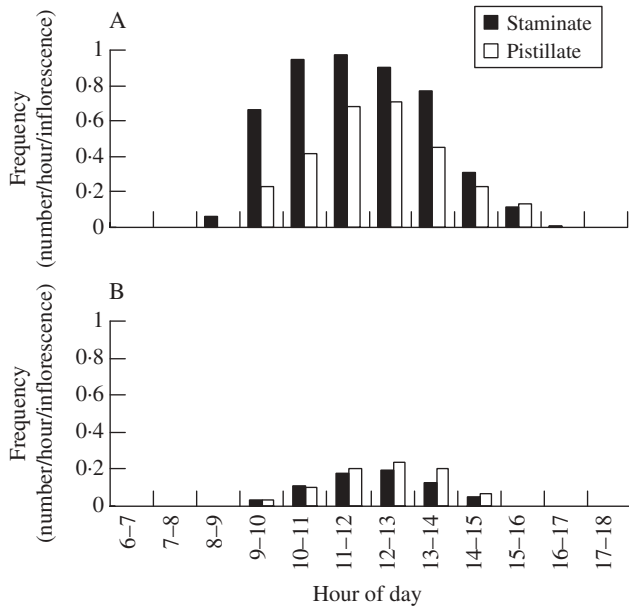 A
Staminate
Pistillate
Frequency
(number/hour/inflorescence)
1
0·8
0·6
0·4
0·2
0
B
Frequency
(number/hour/inflorescence)
1
0·8
0·6
0·4
0·2
0
6–7
7–8
8–9
9–10
10–11
11–12
12–13
13–14
14–15
15–16
16–17
17–18
Hour of day